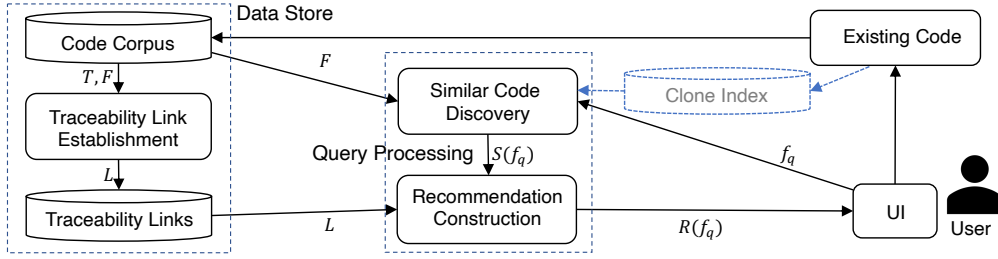 Data Store
Code Corpus
Existing Code
T, F
F
Similar Code
Discovery
Clone Index
Traceability Link
Establishment
Query Processing
S(f_q)
f_q
L
Recommendation
Construction
Traceability Links
L
R(f_q)
UI
User